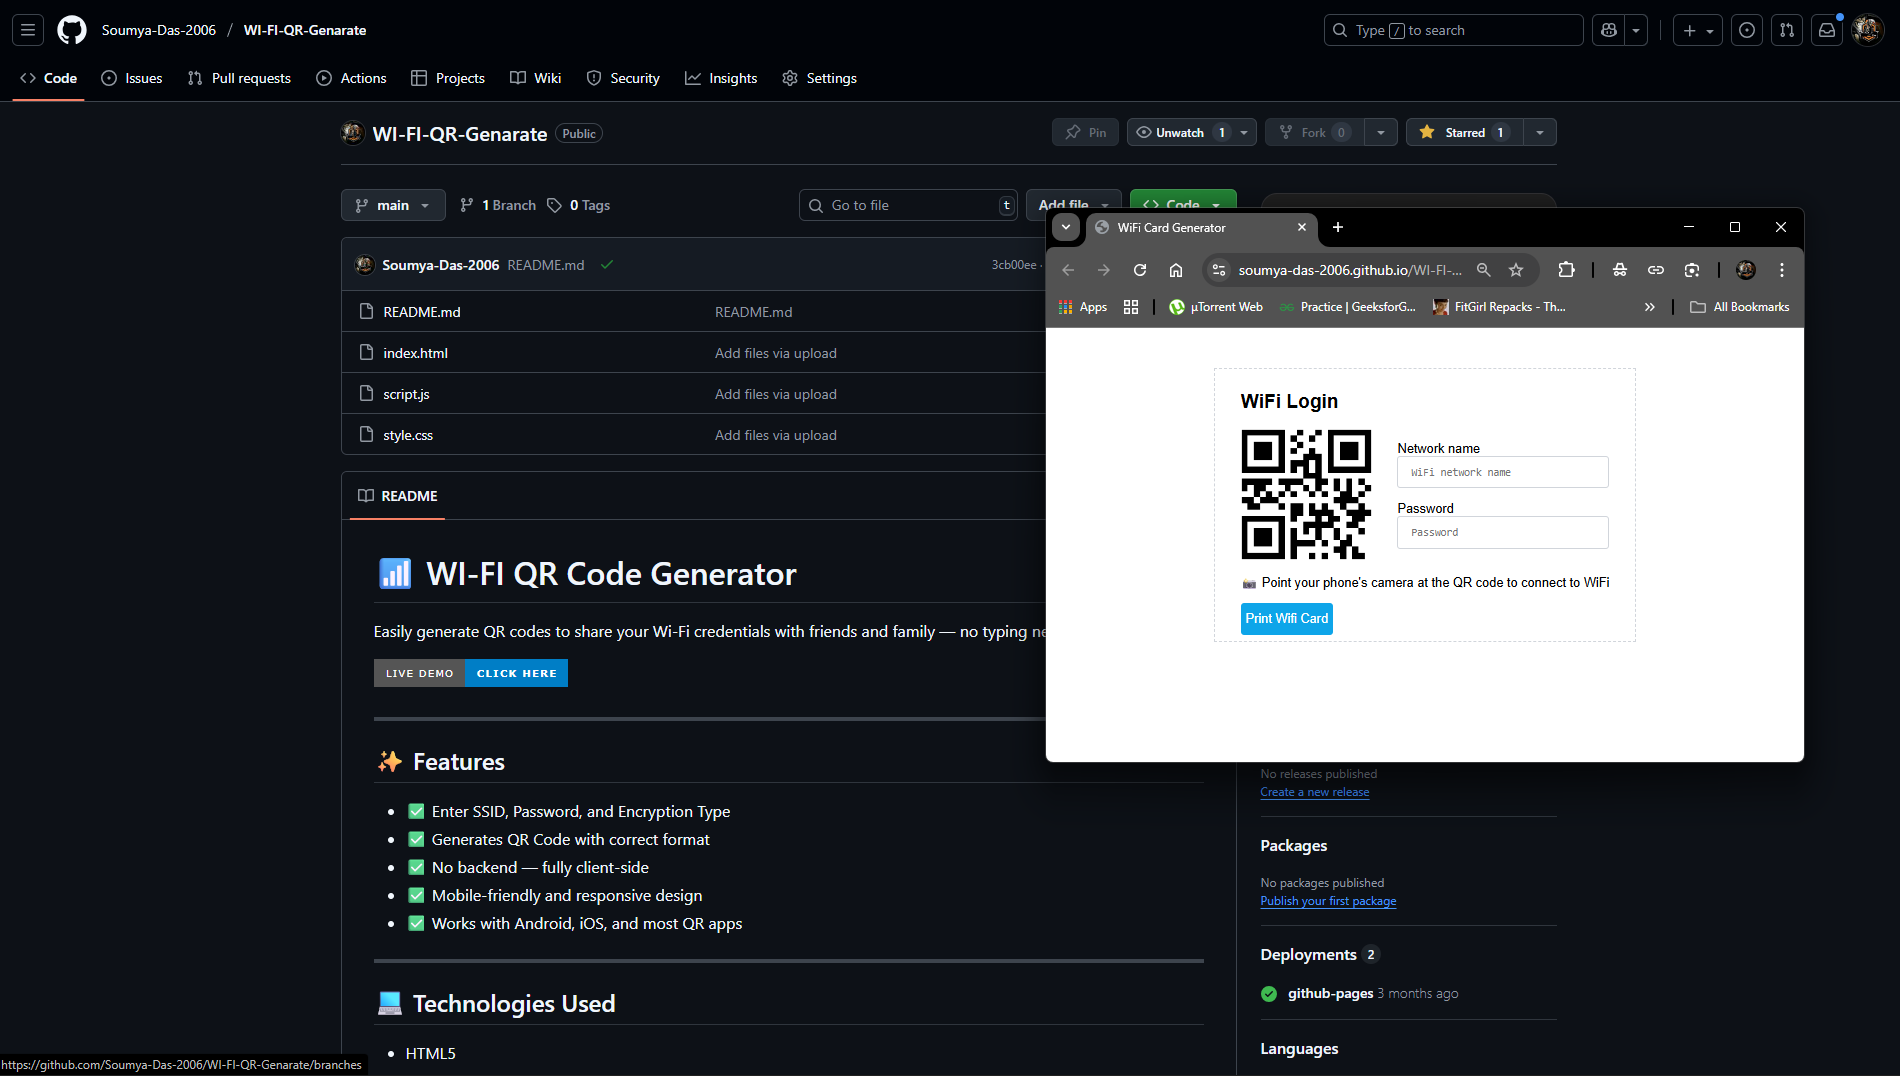 Soumya-Das-2006 / WI-FI-QR-Genarate
Type / to search
Code
Issues
Pull requests
Actions
Projects
Wiki
Security
Insights
Settings
WI-FI-QR-Genarate Public
Pin
Unwatch 1
Fork 0
Starred 1
main
1 Branch
0 Tags
Go to file t
Add file
Code
Soumya-Das-2006 README.md
3cb00ee ·
README.md README.md
index.html Add files via upload
script.js Add files via upload
style.css Add files via upload
README
WI-FI QR Code Generator
Easily generate QR codes to share your Wi-Fi credentials with friends and family — no typing
LIVE DEMO CLICK HERE
Features
Enter SSID, Password, and Encryption Type
Generates QR Code with correct format
No backend — fully client-side
Mobile-friendly and responsive design
Works with Android, iOS, and most QR apps
Technologies Used
HTML5
https://github.com/Soumya-Das-2006/WI-FI-QR-Genarate/branches
WiFi Card Generator
soumya-das-2006.github.io/WI-FI-...
Apps
µTorrent Web
Practice | GeeksforG...
FitGirl Repacks - Th...
All Bookmarks
WiFi Login
Network name
WiFi network name
Password
Password
Point your phone's camera at the QR code to connect to WiFi
Print Wifi Card
No releases published
Create a new release
Packages
No packages published
Publish your first package
Deployments 2
github-pages 3 months ago
Languages